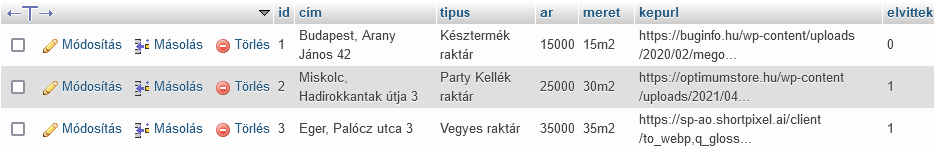 id cím tipus ar meret kepurl elvittek
Módosítás Másolás Törlés 1 Budapest, Arany Késztermék 15000 15m2 https://buginfo.hu/wp-content/uploads 0
János 42 raktár /2020/02/mego...
Módosítás Másolás Törlés 2 Miskolc, Party Kellék 25000 30m2 https://optimumstore.hu/wp-content 1
Hadirokkantak útja 3 raktár /uploads/2021/04...
Módosítás Másolás Törlés 3 Eger, Palócz utca 3 Vegyes raktár 35000 35m2 https://sp-ao.shortpixel.ai/client 1
/to_webp,q_gloss...